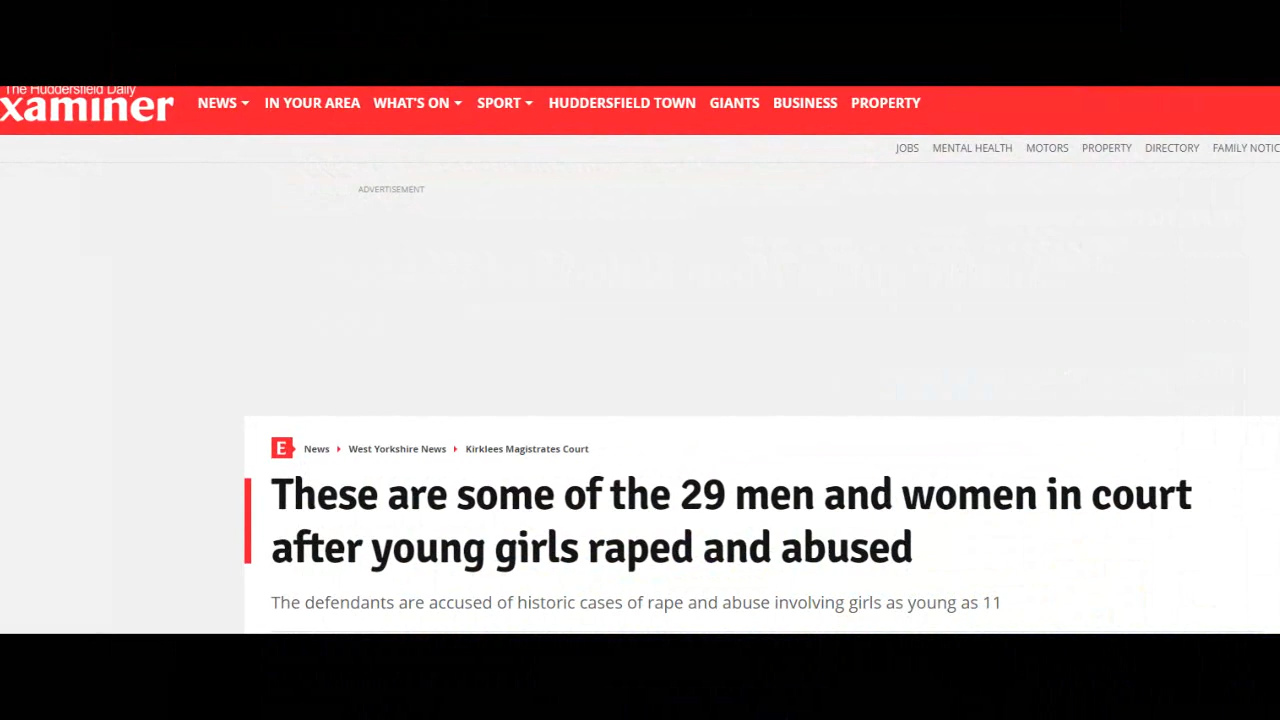 The Huddersfield Daily
xaminer
NEWS IN YOUR AREA WHAT'S ON SPORT HUDDERSFIELD TOWN GIANTS BUSINESS PROPERTY
JOBS MENTAL HEALTH MOTORS PROPERTY DIRECTORY FAMILY NOTIC
ADVERTISEMENT
E News West Yorkshire News Kirklees Magistrates Court
These are some of the 29 men and women in court
after young girls raped and abused
The defendants are accused of historic cases of rape and abuse involving girls as young as 11